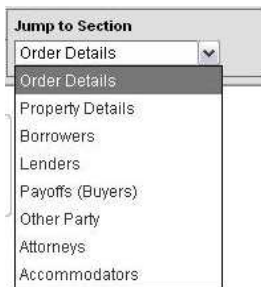 Jump to Section
Order Details
Order Details
Property Details
Borrowers
Lenders
Payoffs (Buyers)
Other Party
Attorneys
Accommodators